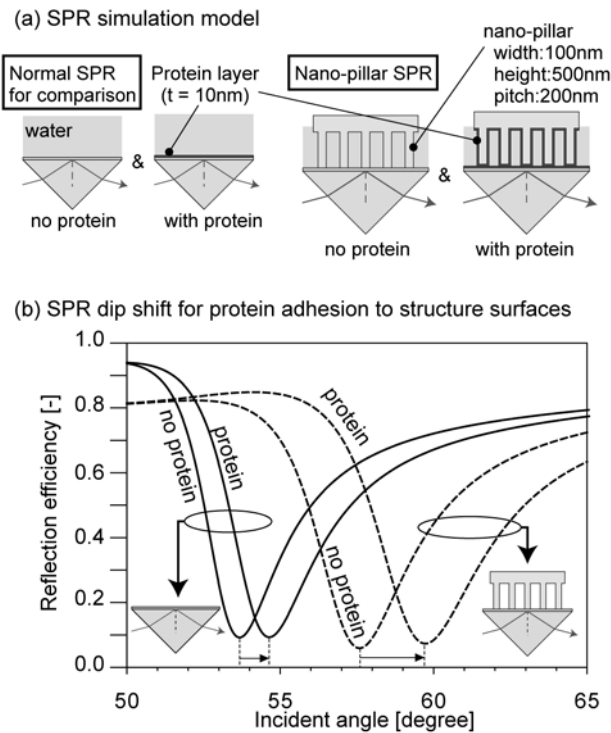 (a) SPR simulation model
Normal SPR
for comparison
Protein layer
(t = 10nm)
Nano-pillar SPR
nano-pillar
width:100nm
height:500nm
pitch:200nm
water
&
&
no protein
with protein
no protein
with protein
(b) SPR dip shift for protein adhesion to structure surfaces
Reflection efficiency [-]
1.0
0.8
0.6
0.4
0.2
0.0
no protein
protein
no protein
protein
50
55
60
65
Incident angle [degree]